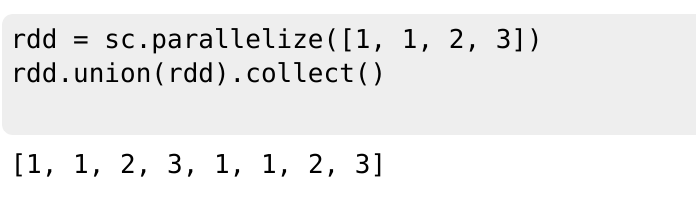 rdd = sc.parallelize([1, 1, 2, 3])
rdd.union(rdd).collect()
[1, 1, 2, 3, 1, 1, 2, 3]